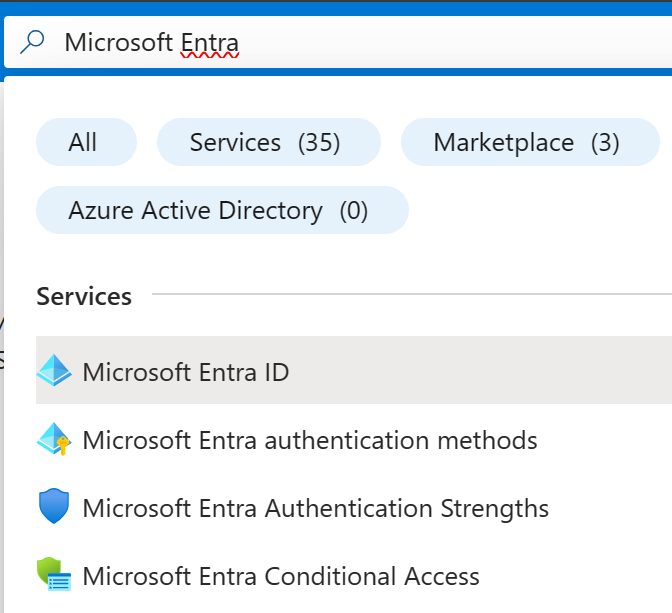 Microsoft Entra
All
Services (35)
Marketplace (3)
Azure Active Directory (0)
Services
Microsoft Entra ID
Microsoft Entra authentication methods
Microsoft Entra Authentication Strengths
Microsoft Entra Conditional Access